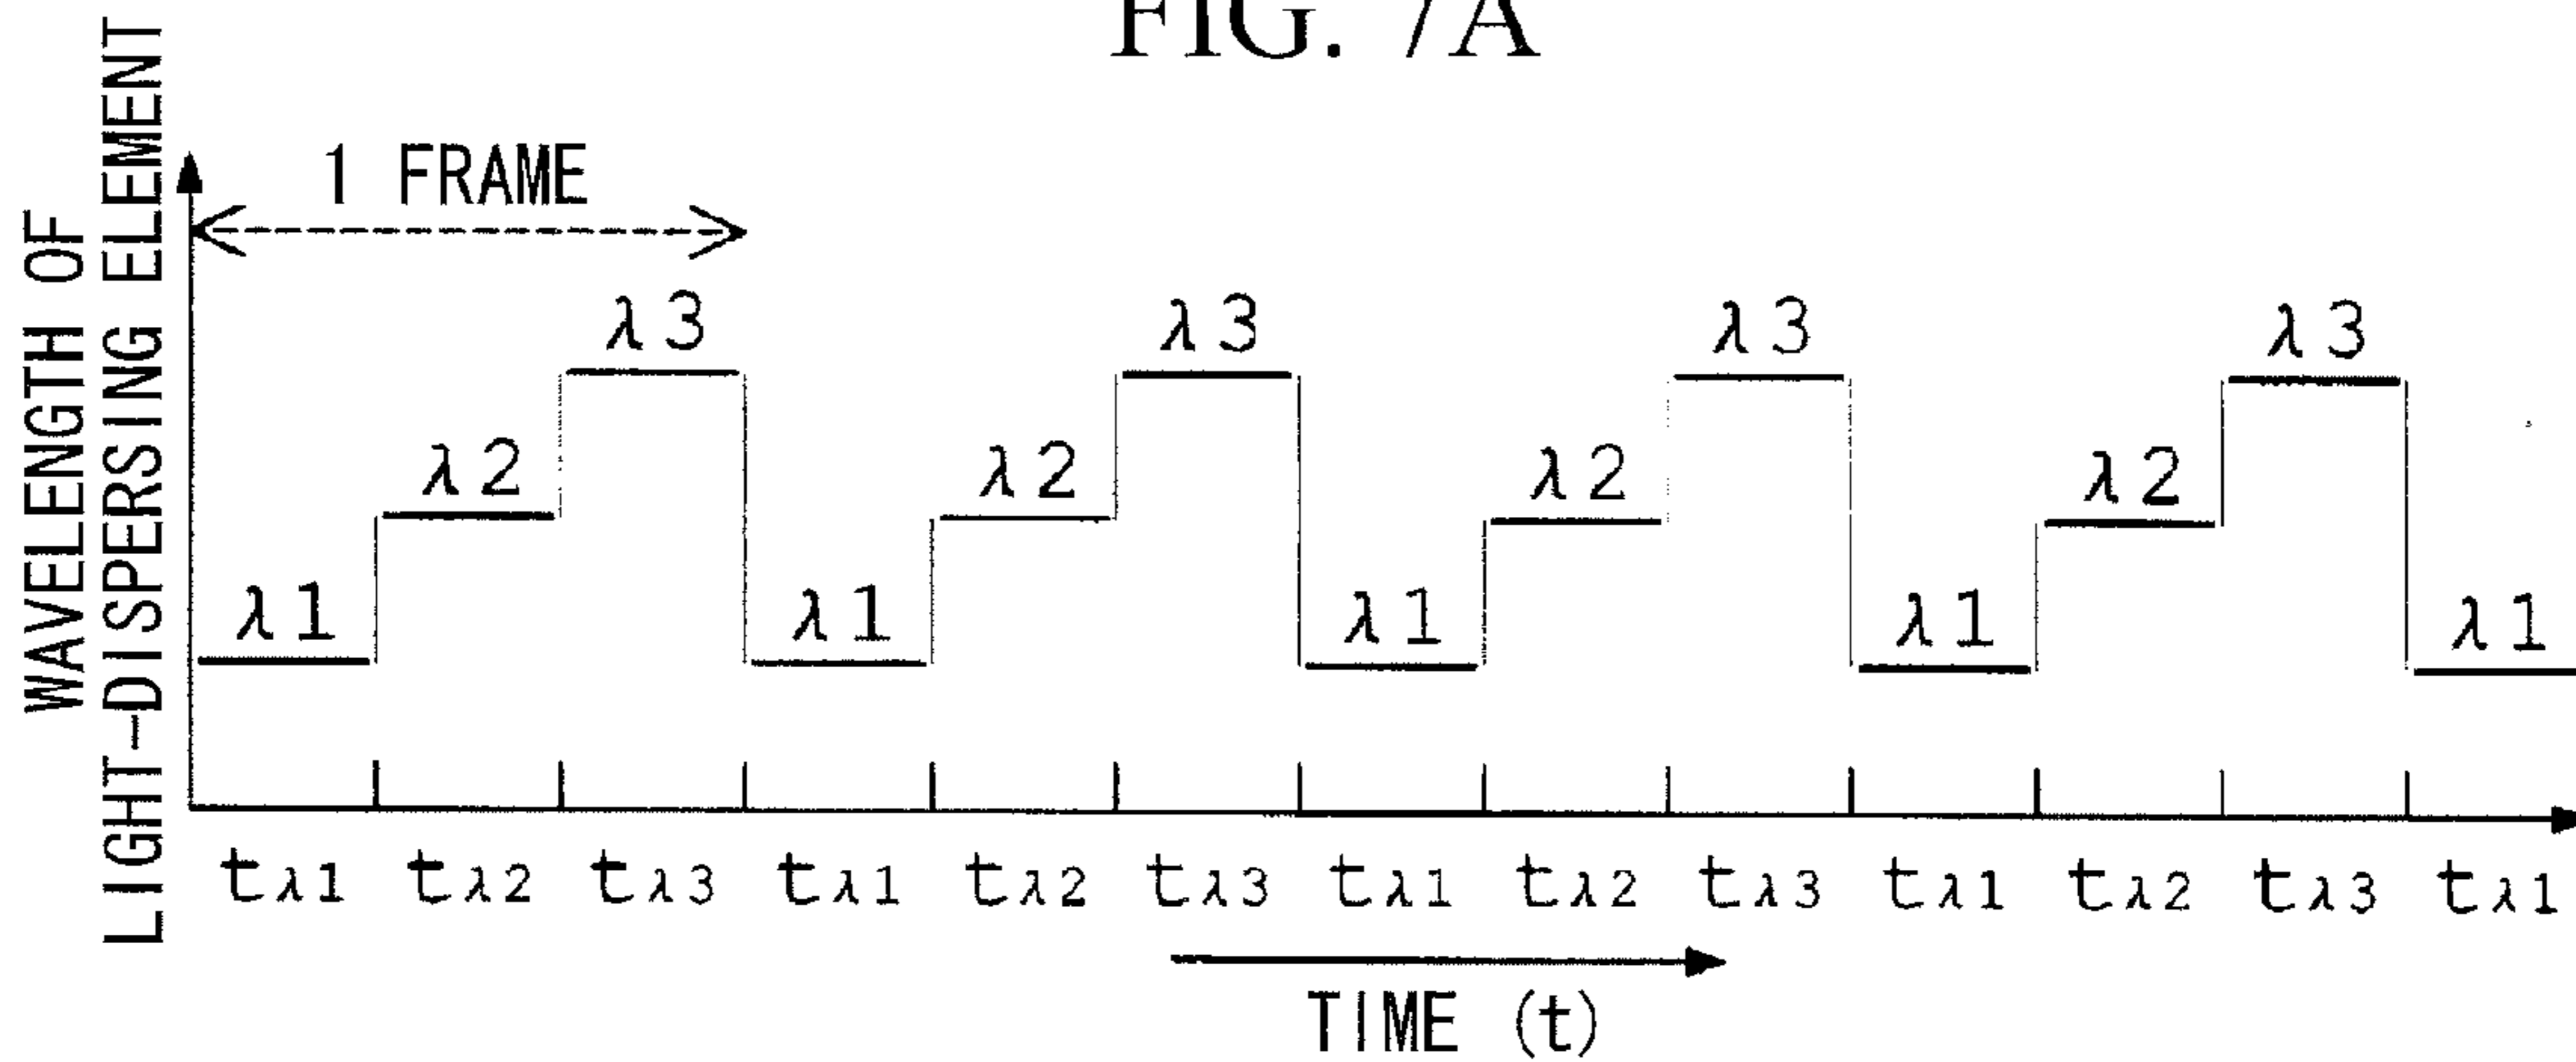 FIG. 7A
WAVELENGTH OF
LIGHT-DISPERSING ELEMENT
1 FRAME
λ3 λ3 λ3 λ3
λ2 λ2 λ2 λ2
λ1 λ1 λ1 λ1 λ1
tλ1 tλ2 tλ3 tλ1 tλ2 tλ3 tλ1 tλ2 tλ3 tλ1 tλ2 tλ3 tλ1
TIME (t)